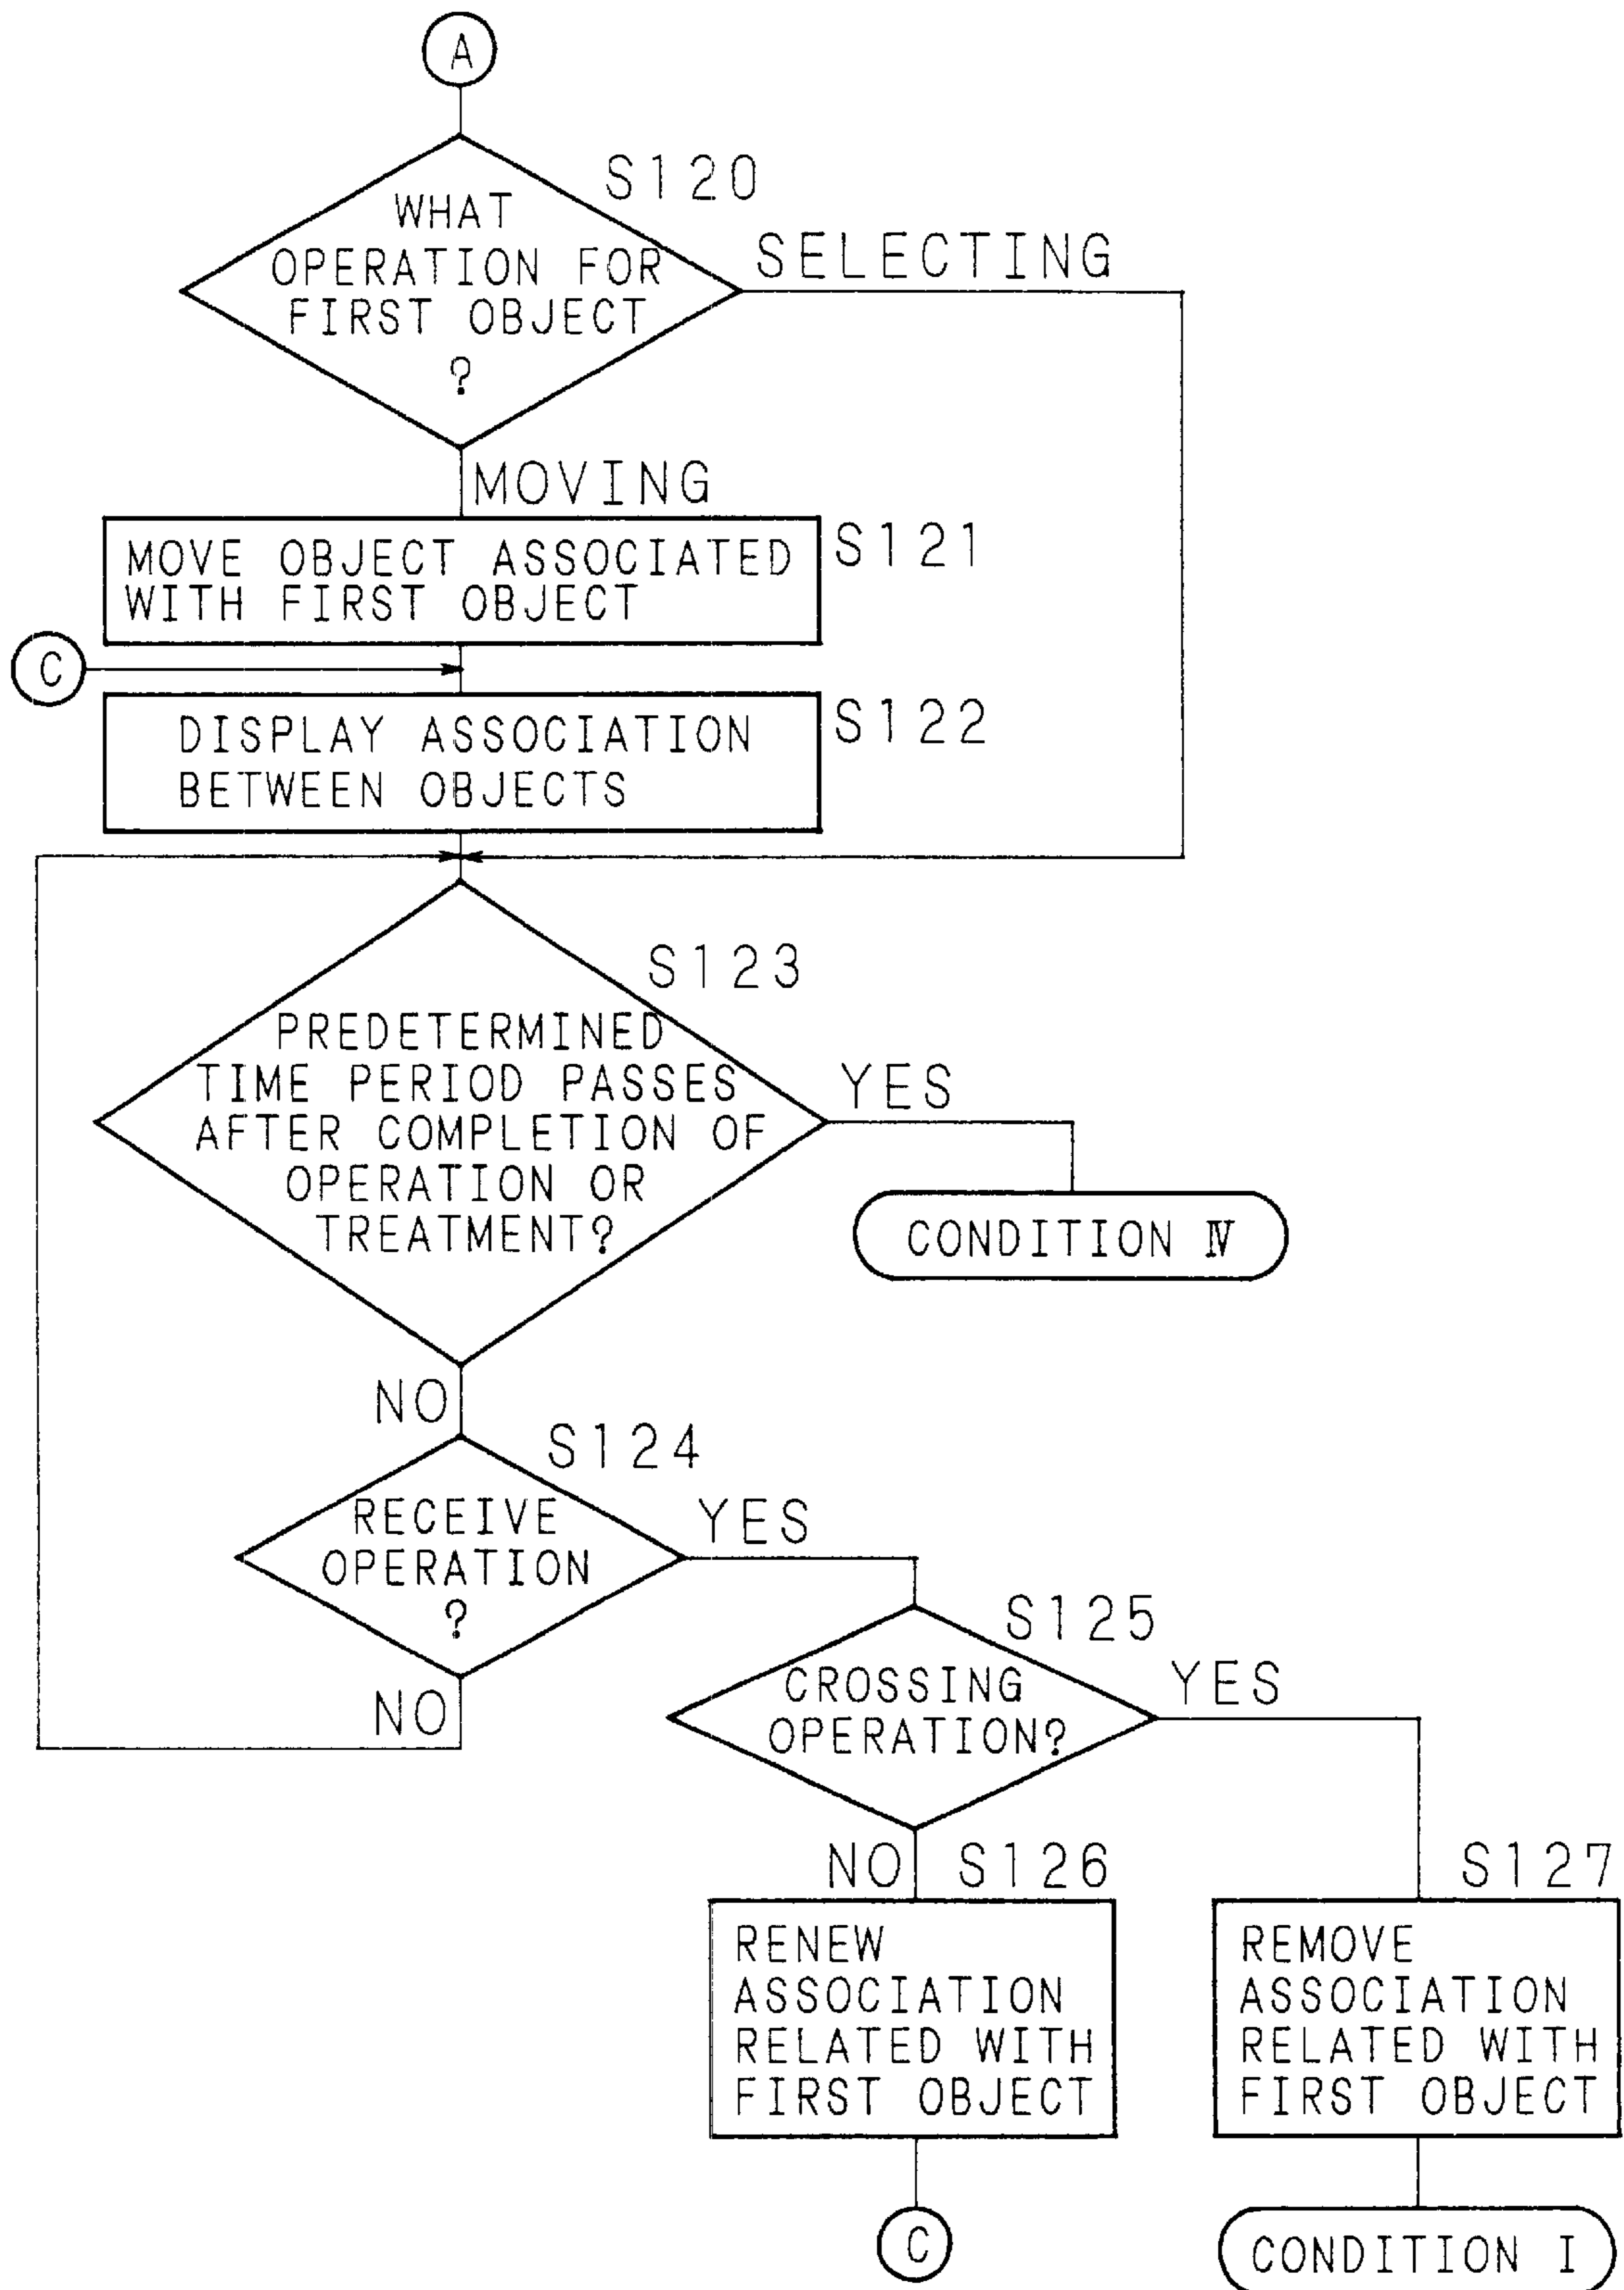 A
S120
WHAT
OPERATION FOR
FIRST OBJECT
?
SELECTING
MOVING
MOVE OBJECT ASSOCIATED
WITH FIRST OBJECT
S121
C
DISPLAY ASSOCIATION
BETWEEN OBJECTS
S122
S123
PREDETERMINED
TIME PERIOD PASSES
AFTER COMPLETION OF
OPERATION OR
TREATMENT?
YES
CONDITION Ⅳ
NO
S124
RECEIVE
OPERATION
?
YES
NO
S125
CROSSING
OPERATION?
YES
NO
S126
RENEW
ASSOCIATION
RELATED WITH
FIRST OBJECT
C
S127
REMOVE
ASSOCIATION
RELATED WITH
FIRST OBJECT
CONDITION I